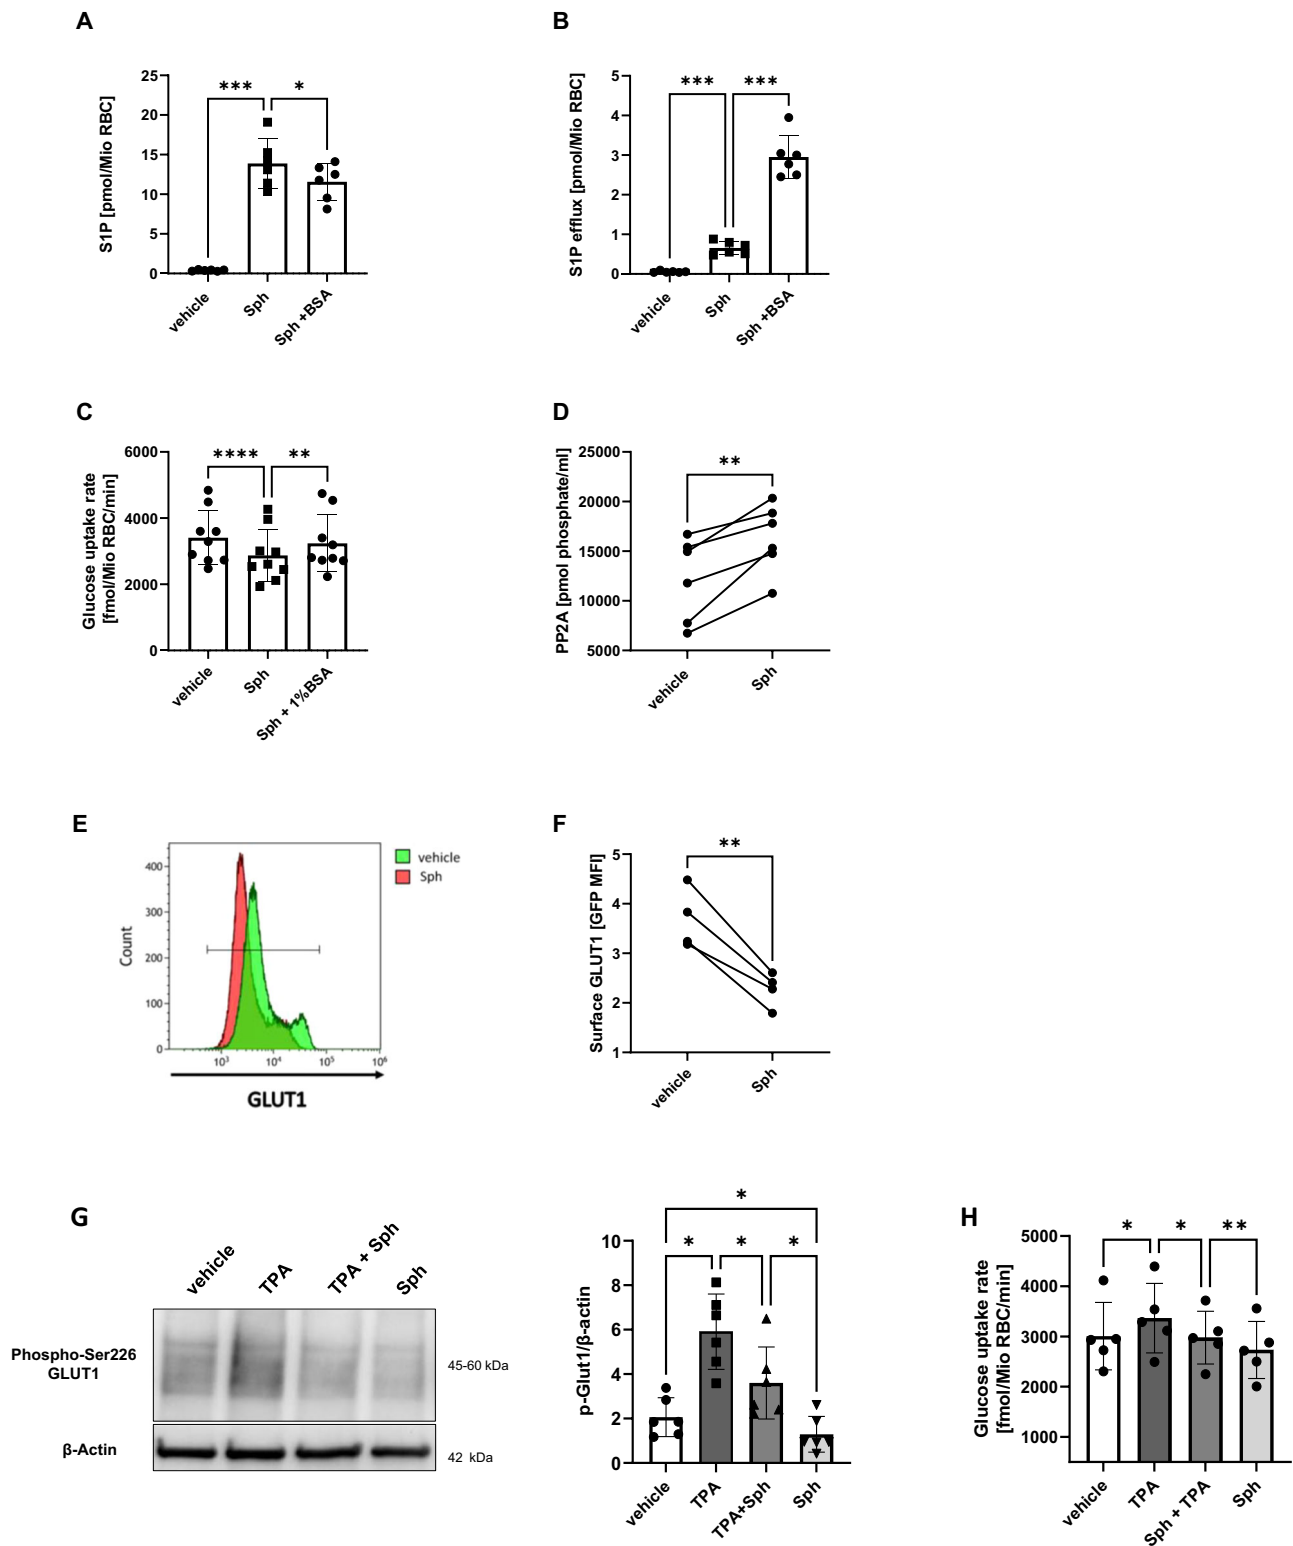 A
S1P [pmol/Mio RBC]
25
20
15
10
5
0
***
*
vehicle
Sph
Sph +BSA
B
S1P efflux [pmol/Mio RBC]
5
4
3
2
1
0
***
***
vehicle
Sph
Sph +BSA
C
Glucose uptake rate
[fmol/Mio RBC/min]
6000
4000
2000
0
****
**
vehicle
Sph
Sph + 1%BSA
D
PP2A [pmol phosphate/ml]
25000
20000
15000
10000
5000
**
vehicle
Sph
E
Count
400
300
200
100
0
10³
10⁴
10⁵
10⁶
GLUT1
vehicle
Sph
F
Surface GLUT1 [GFP MFI]
5
4
3
2
1
**
vehicle
Sph
G
vehicle
TPA
TPA + Sph
Sph
Phospho-Ser226
GLUT1
45-60 kDa
β-Actin
42 kDa
p-Glut1/β-actin
10
8
6
4
2
0
*
*
*
*
vehicle
TPA
TPA+Sph
Sph
H
Glucose uptake rate
[fmol/Mio RBC/min]
5000
4000
3000
2000
1000
*
*
**
vehicle
TPA
Sph + TPA
Sph